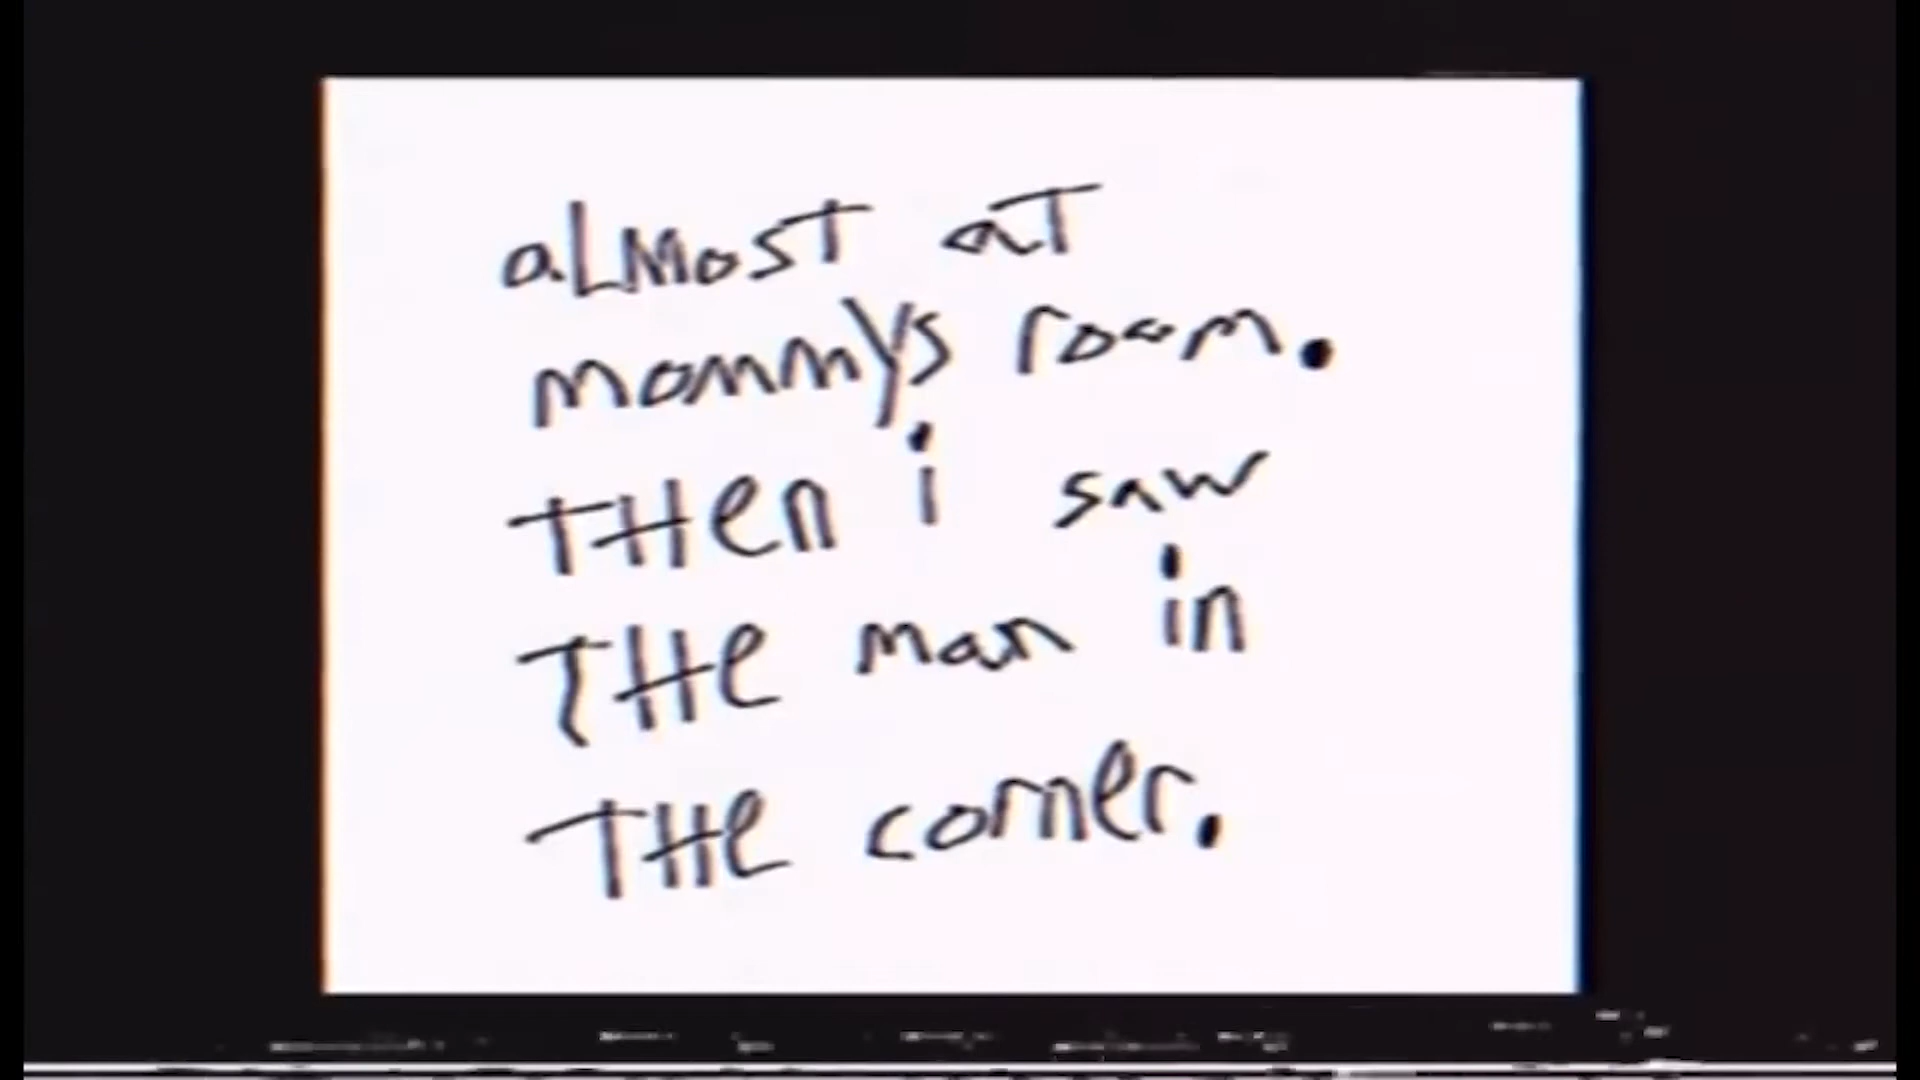 aLMosT aT
mommys room.
THen i saw
THe man in
THe corner.